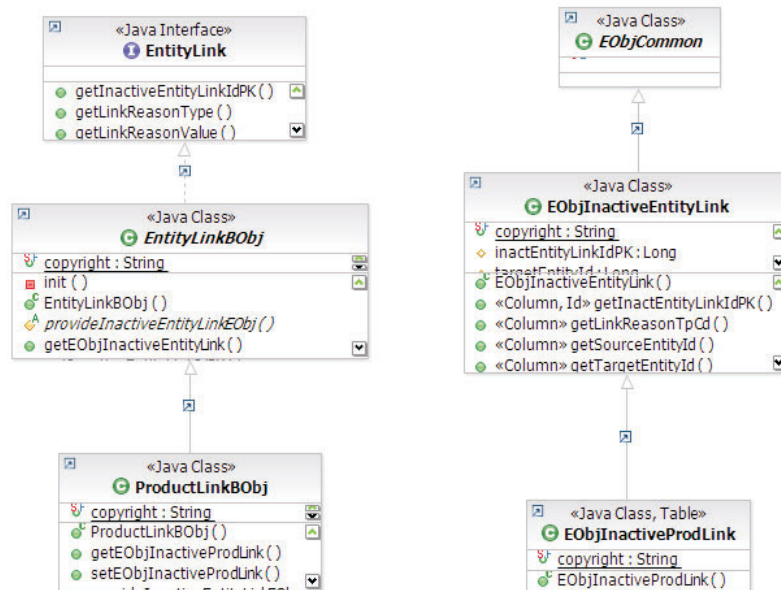 «Java Interface»
EntityLink
getInactiveEntityLinkIdPK ( )
getLinkReasonType ( )
getLinkReasonValue ( )
«Java Class»
EntityLinkBObj
copyright : String
init ( )
EntityLinkBObj ( )
provideInactiveEntityLinkEObj ( )
getEObjInactiveEntityLink ( )
«Java Class»
ProductLinkBObj
copyright : String
ProductLinkBObj ( )
getEObjInactiveProdLink ( )
setEObjInactiveProdLink ( )
«Java Class»
EObjCommon
«Java Class»
EObjInactiveEntityLink
copyright : String
inactEntityLinkIdPK : Long
targetEntityId : Long
EObjInactiveEntityLink ( )
«Column, Id» getInactEntityLinkIdPK ( )
«Column» getLinkReasonTpCd ( )
«Column» getSourceEntityId ( )
«Column» getTargetEntityId ( )
«Java Class, Table»
EObjInactiveProdLink
copyright : String
EObjInactiveProdLink ( )